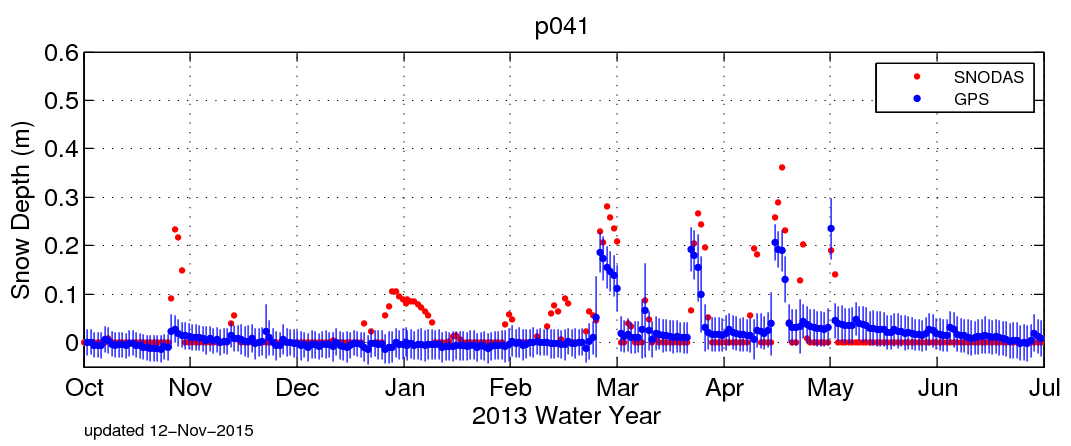 p041
0.6
0.5
0.4
0.3
0.2
0.1
0
Snow Depth (m)
SNODAS
GPS
Oct Nov Dec Jan Feb Mar Apr May Jun Jul
2013 Water Year
updated 12−Nov−2015